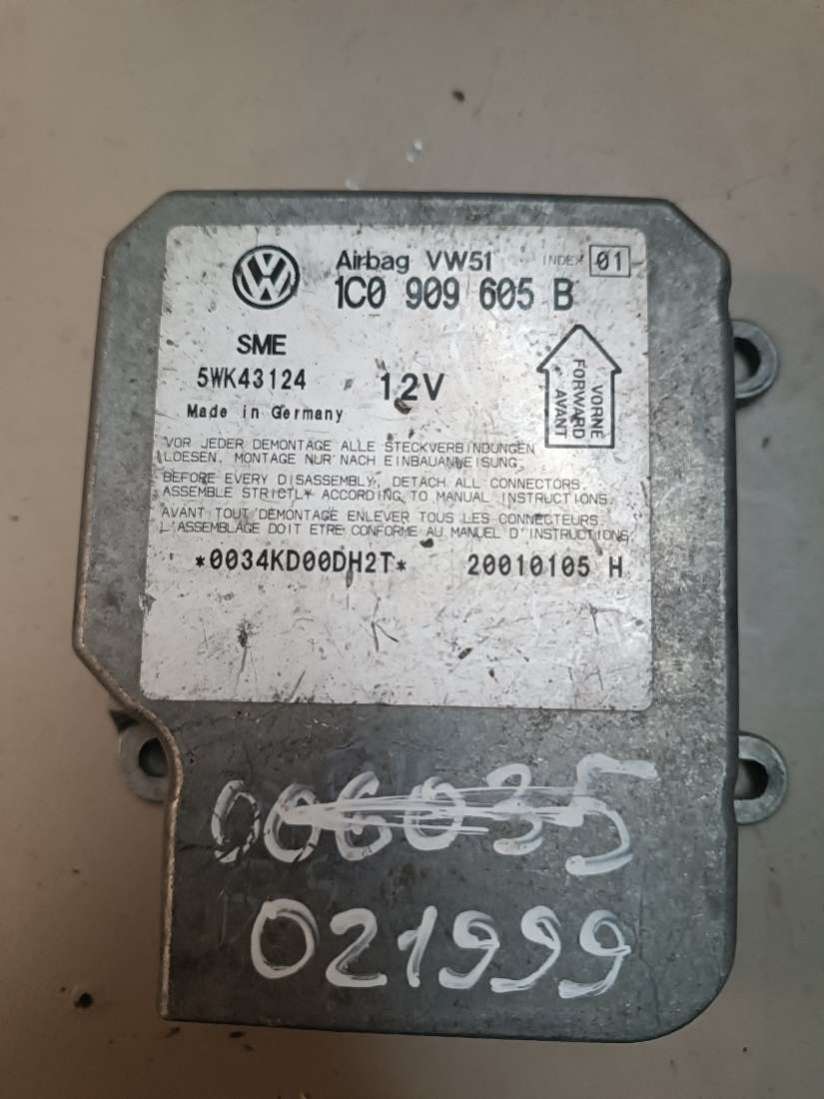 Airbag VW51 INDEX 01
1C0 909 605 B
SME
5WK43124 12V
Made in Germany
VORNE
FORWARD
AVANT
VOR JEDER DEMONTAGE ALLE STECKVERBINDUNGEN
LOESEN. MONTAGE NUR NACH EINBAUANWEISUNG.
BEFORE EVERY DISASSEMBLY, DETACH ALL CONNECTORS.
ASSEMBLE STRICTLY ACCORDING TO MANUAL INSTRUCTIONS.
AVANT TOUT DEMONTAGE ENLEVER TOUS LES CONNECTEURS.
L'ASSEMBLAGE DOIT ETRE CONFORME AU MANUEL D'INSTRUCTIONS.
*0034KD00DH2T* 20010105 H
006035
021999